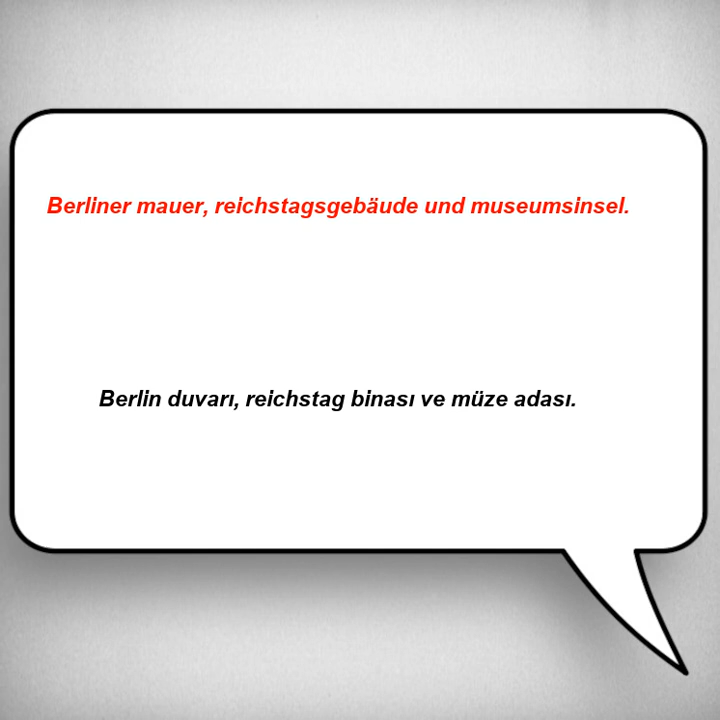 Berliner mauer, reichstagsgebäude und museumsinsel.
Berlin duvarı, reichstag binası ve müze adası.